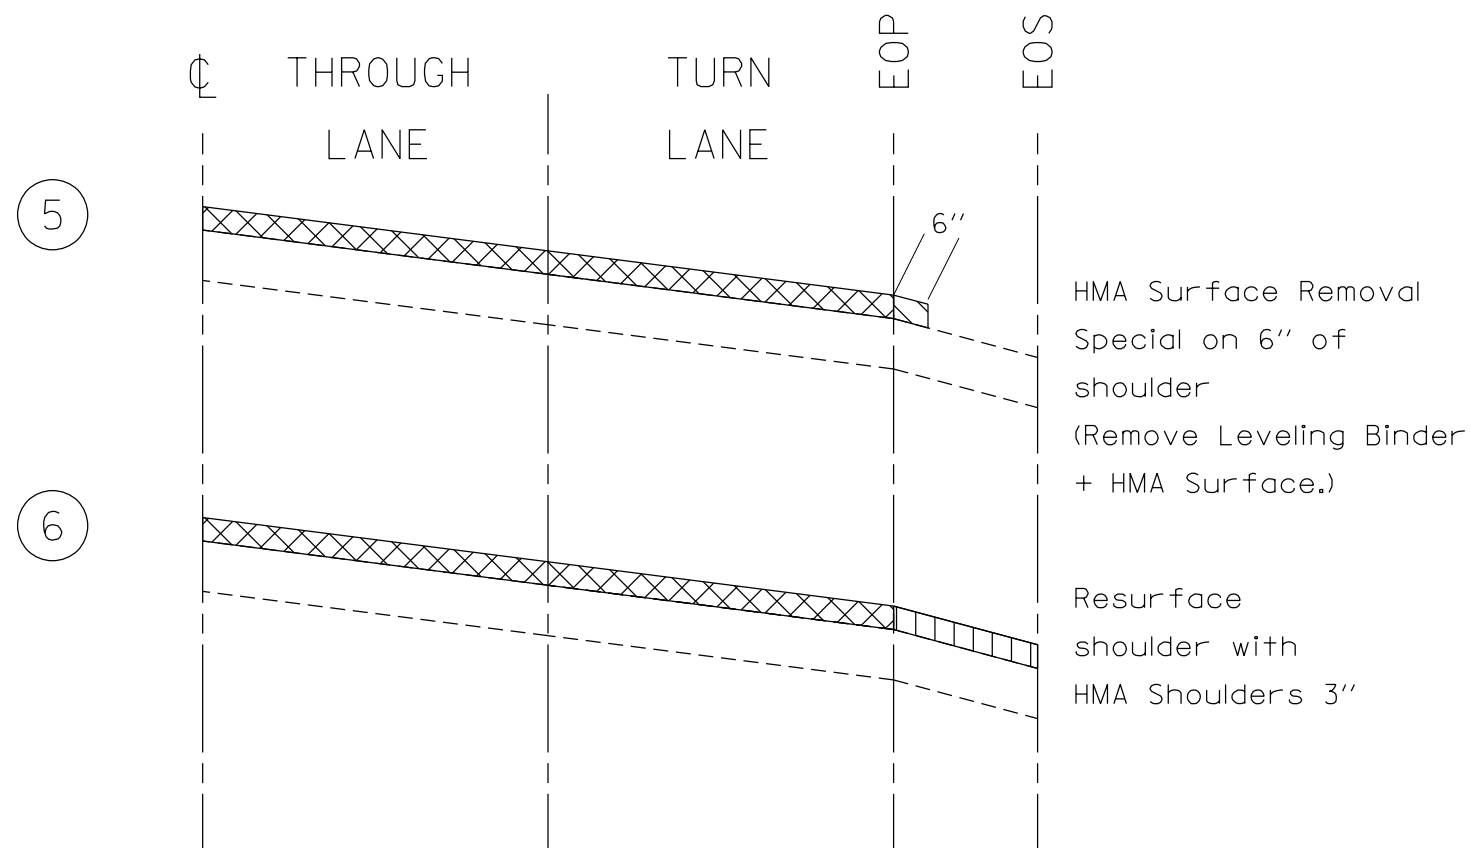 ℄
THROUGH
LANE
TURN
LANE
EOP
EOS
5
6″
HMA Surface Removal
Special on 6″ of
shoulder
(Remove Leveling Binder
+ HMA Surface.)
6
Resurface
shoulder with
HMA Shoulders 3″